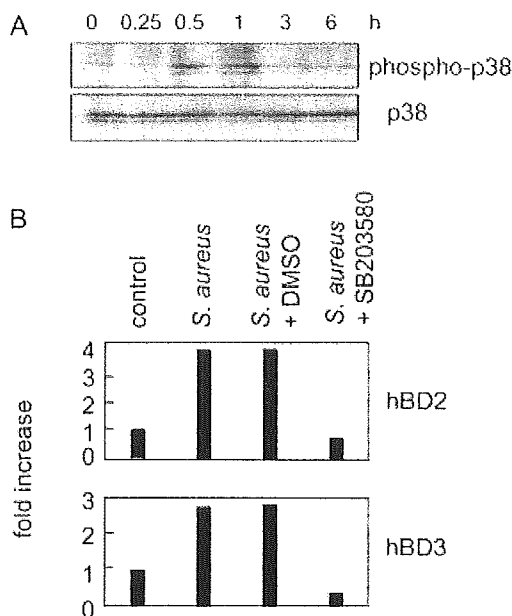 A
0 0.25 0.5 1 3 6 h
phospho-p38
p38
B
control
S. aureus
S. aureus + DMSO
S. aureus + SB203580
fold increase
4
3
2
1
0
hBD2
3
2
1
0
hBD3